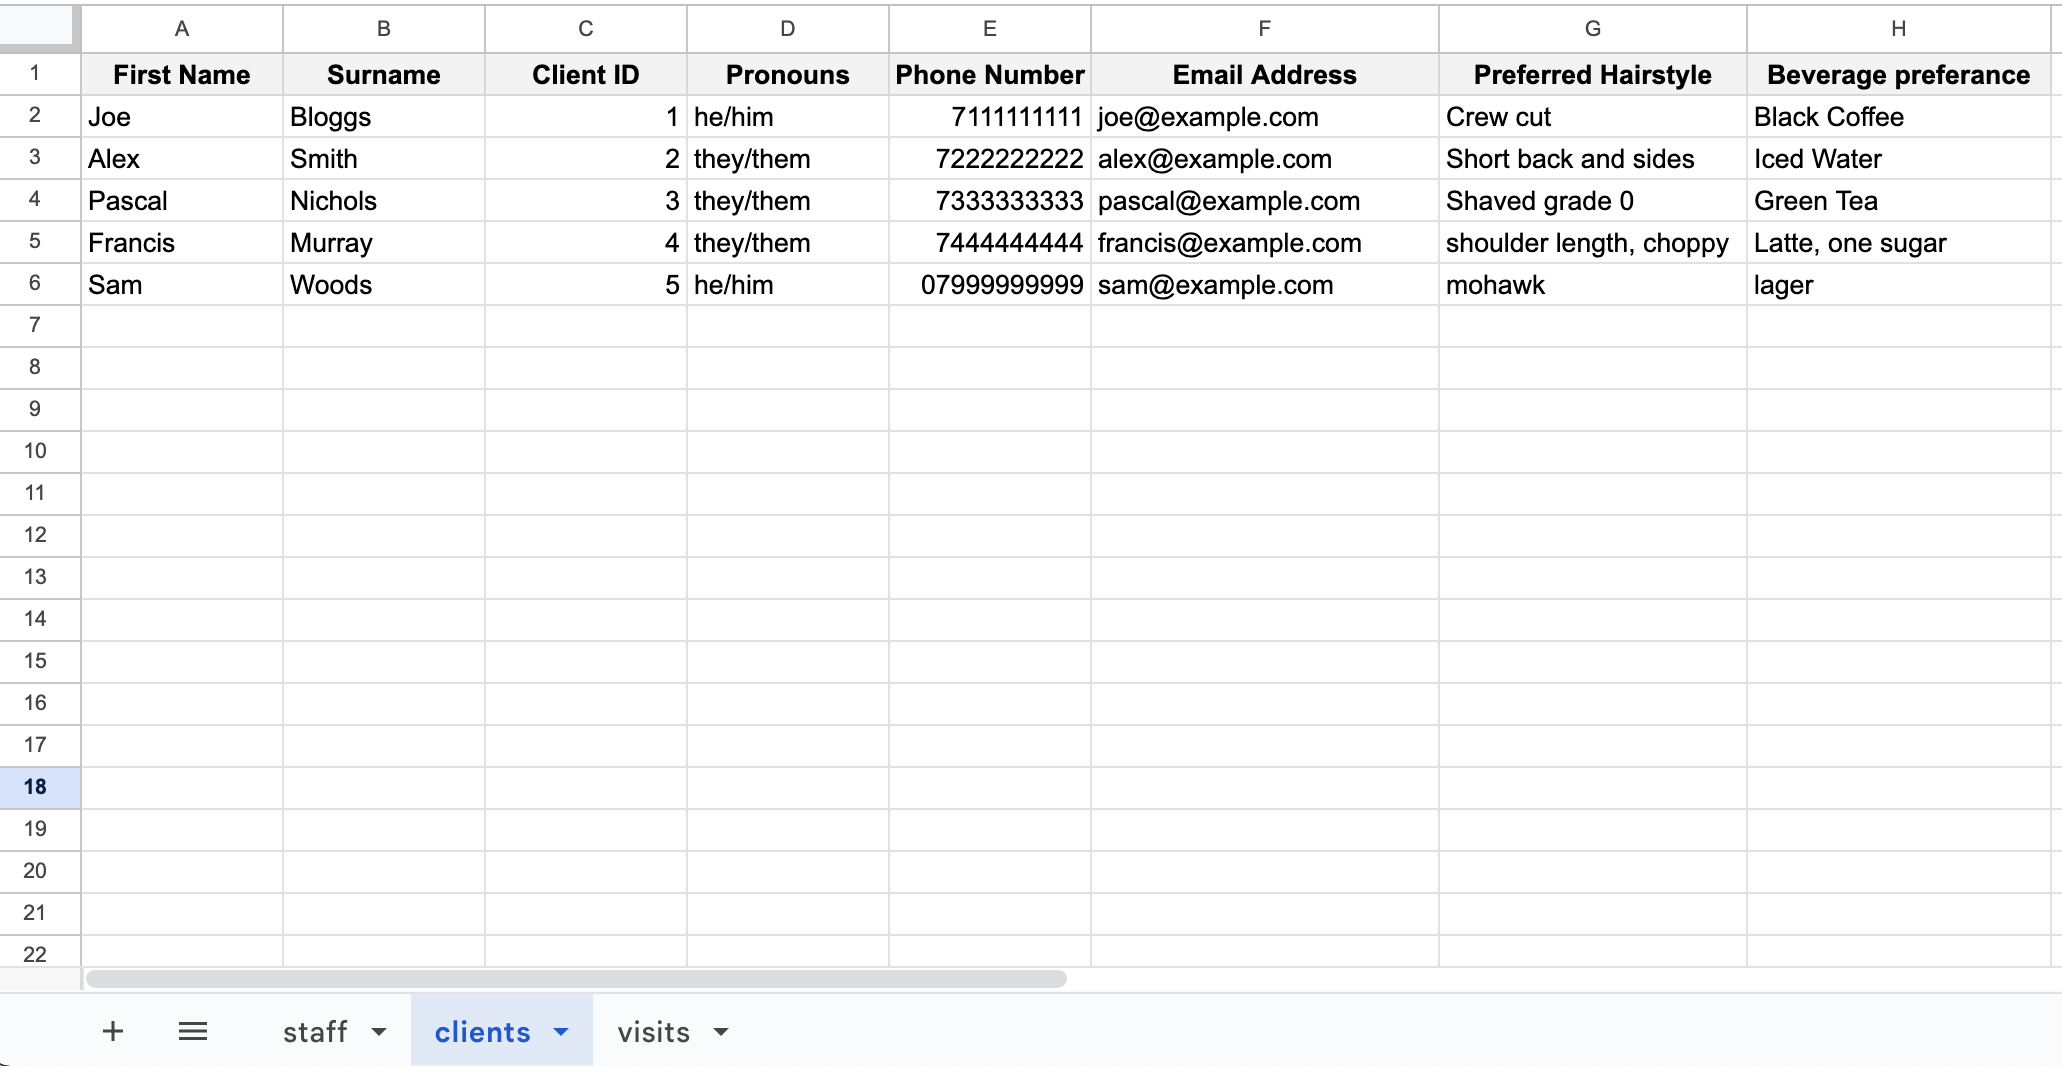 A B C D E F G H
1 First Name Surname Client ID Pronouns Phone Number Email Address Preferred Hairstyle Beverage preferance
2 Joe Bloggs 1 he/him 7111111111 joe@example.com Crew cut Black Coffee
3 Alex Smith 2 they/them 7222222222 alex@example.com Short back and sides Iced Water
4 Pascal Nichols 3 they/them 7333333333 pascal@example.com Shaved grade 0 Green Tea
5 Francis Murray 4 they/them 7444444444 francis@example.com shoulder length, choppy Latte, one sugar
6 Sam Woods 5 he/him 07999999999 sam@example.com mohawk lager
7
8
9
10
11
12
13
14
15
16
17
18
19
20
21
22
+ staff clients visits